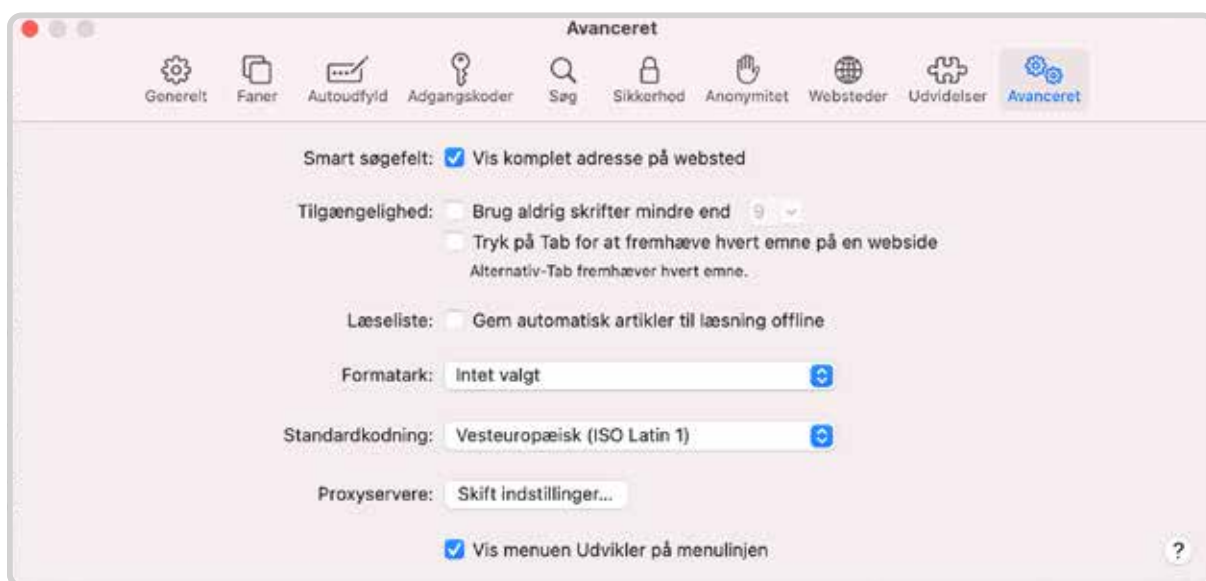 Avanceret
Generelt Faner Autoudfyld Adgangskoder Søg Sikkerhed Anonymitet Websteder Udvidelser Avanceret
Smart søgefelt: Vis komplet adresse på websted
Tilgængelighed: Brug aldrig skrifter mindre end 9
Tryk på Tab for at fremhæve hvert emne på en webside
Alternativ-Tab fremhæver hvert emne.
Læseliste: Gem automatisk artikler til læsning offline
Formatark: Intet valgt
Standardkodning: Vesteuropæisk (ISO Latin 1)
Proxyservere: Skift indstillinger...
Vis menuen Udvikler på menulinjen
?